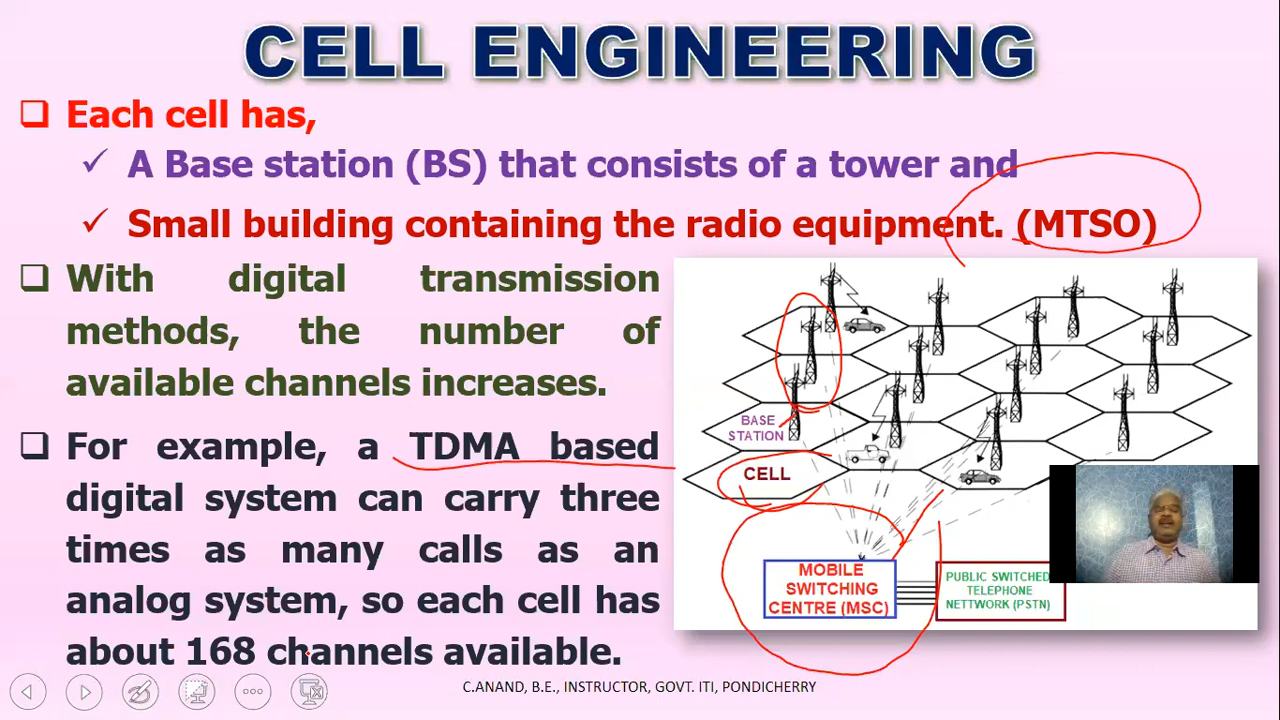 CELL ENGINEERING
Each cell has,
A Base station (BS) that consists of a tower and
Small building containing the radio equipment. (MTSO)
With digital transmission
methods, the number of
available channels increases.
For example, a TDMA based
digital system can carry three
times as many calls as an
analog system, so each cell has
about 168 channels available.
BASE
STATION
CELL
MOBILE
SWITCHING
CENTRE (MSC)
PUBLIC SWITCHED
TELEPHONE
NETTWORK (PSTN)
C.ANAND, B.E., INSTRUCTOR, GOVT. ITI, PONDICHERRY